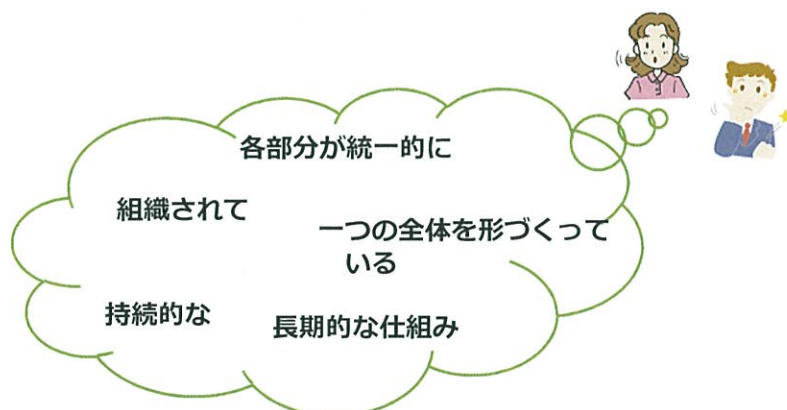 各部分が統一的に
組織されて
一つの全体を形づくって
いる
持続的な
長期的な仕組み